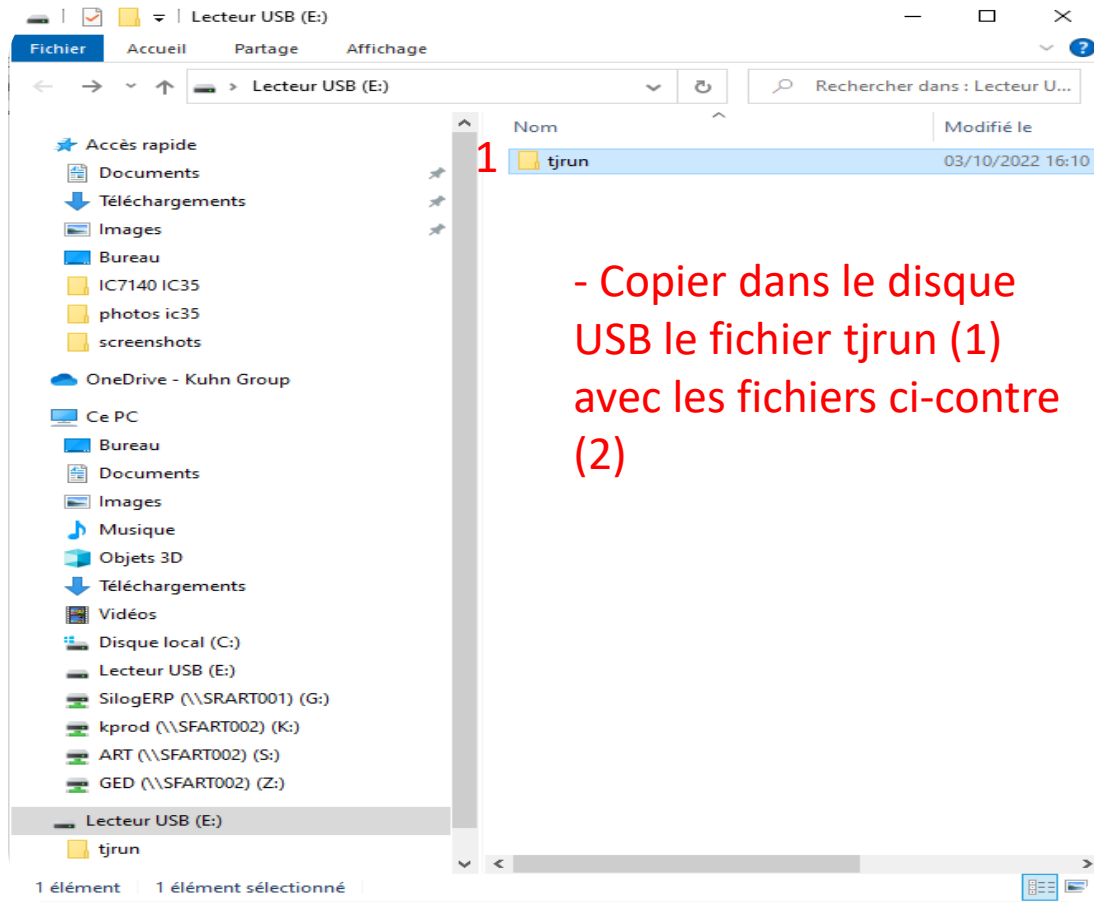 Lecteur USB (E:)
Fichier Accueil Partage Affichage
Lecteur USB (E:) Rechercher dans : Lecteur U...
Nom Modifié le
1 tjrun 03/10/2022 16:10
Accès rapide
Documents
Téléchargements
Images
Bureau
IC7140 IC35
photos ic35
screenshots
OneDrive - Kuhn Group
Ce PC
Bureau
Documents
Images
Musique
Objets 3D
Téléchargements
Vidéos
Disque local (C:)
Lecteur USB (E:)
SilogERP (\\SRART001) (G:)
kprod (\\SFART002) (K:)
ART (\\SFART002) (S:)
GED (\\SFART002) (Z:)
Lecteur USB (E:)
tjrun
- Copier dans le disque
USB le fichier tjrun (1)
avec les fichiers ci-contre
(2)
1 élément 1 élément sélectionné